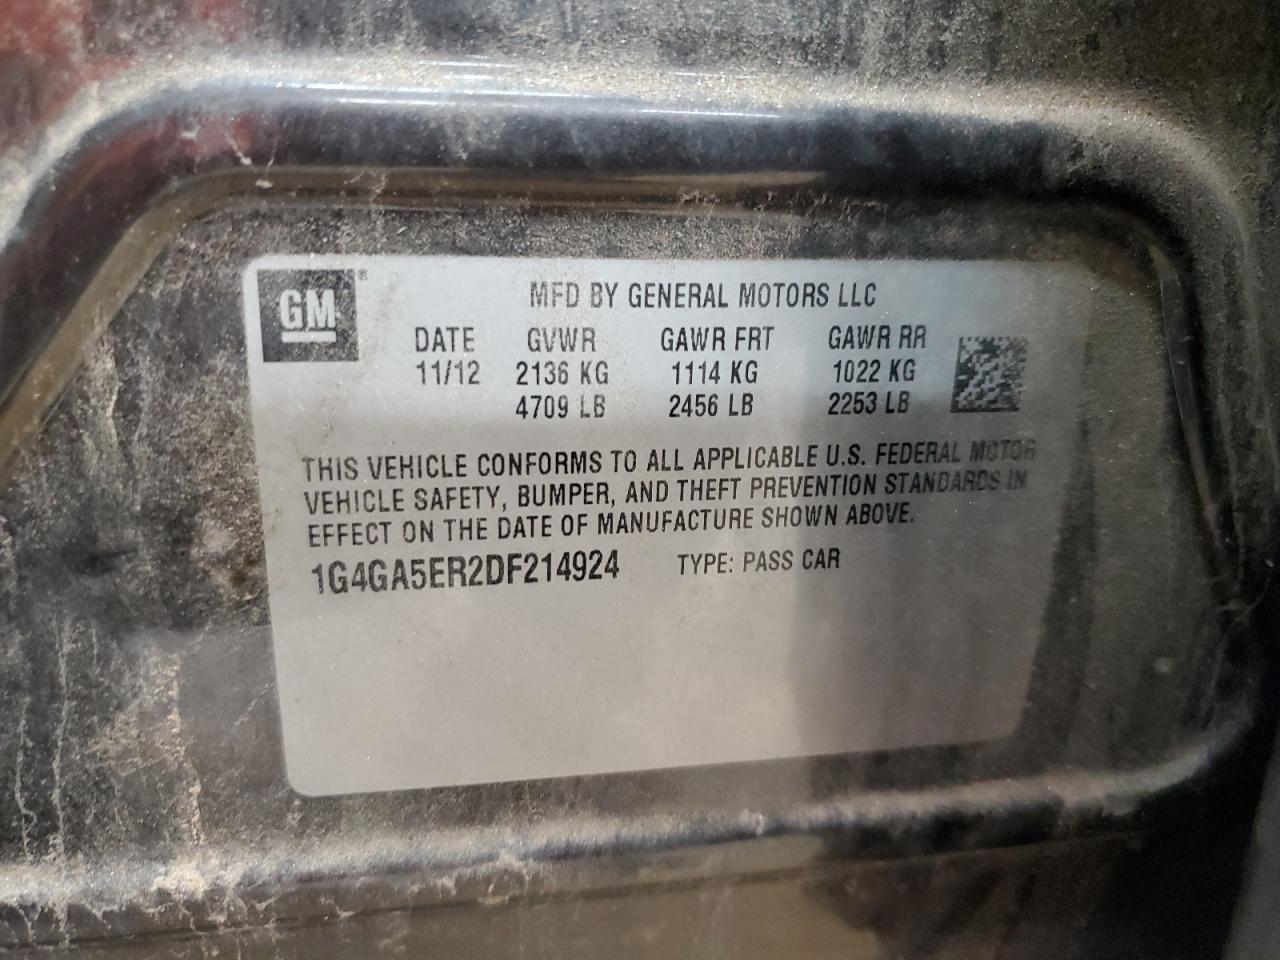 GM ®
MFD BY GENERAL MOTORS LLC
DATE GVWR GAWR FRT GAWR RR
11/12 2136 KG 1114 KG 1022 KG
4709 LB 2456 LB 2253 LB
THIS VEHICLE CONFORMS TO ALL APPLICABLE U.S. FEDERAL MOTOR
VEHICLE SAFETY, BUMPER, AND THEFT PREVENTION STANDARDS IN
EFFECT ON THE DATE OF MANUFACTURE SHOWN ABOVE.
1G4GA5ER2DF214924 TYPE: PASS CAR